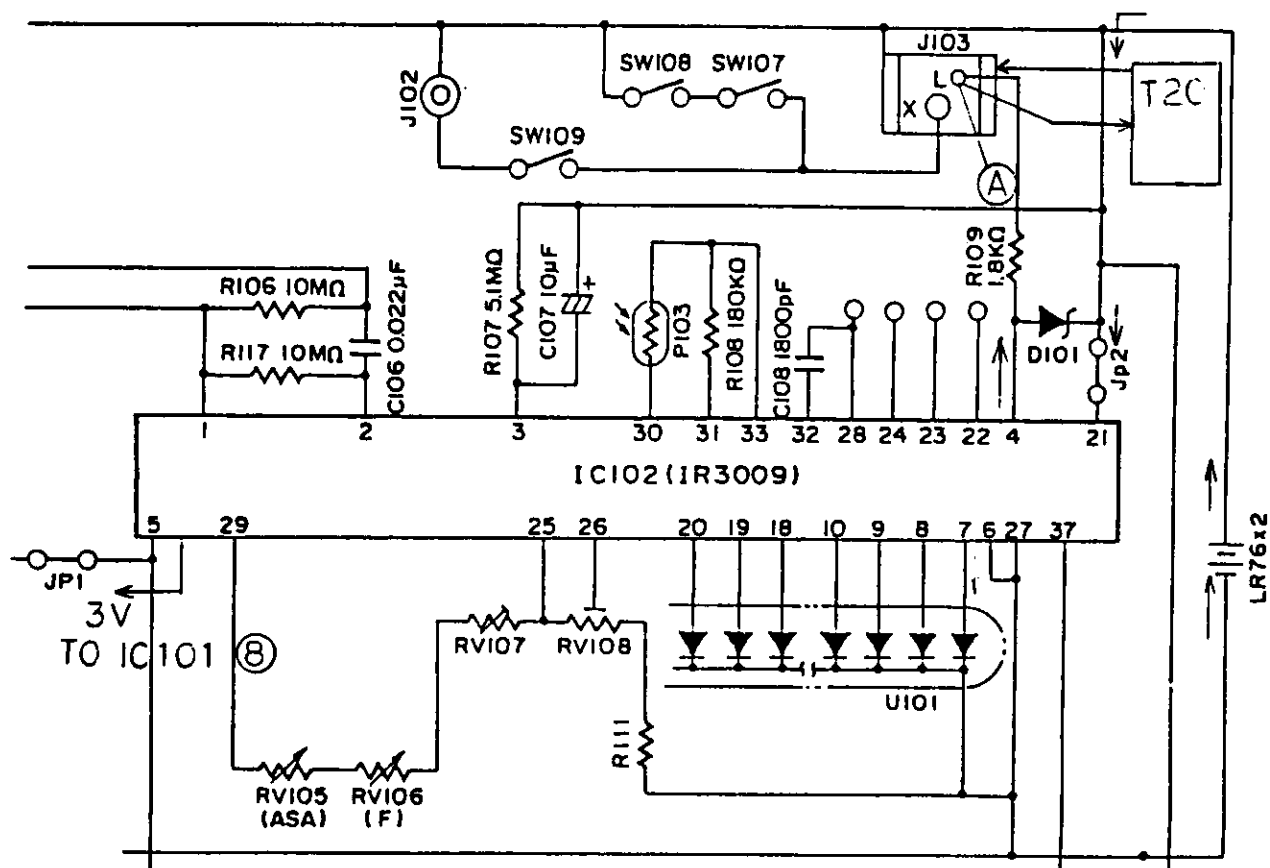 J103
SW108 SW107
L
T2C
J102
X
SW109
A
R109
1.8KΩ
R106 10MΩ
C106 0.022μF
R107 5.1MΩ
C107 10μF
+
P103
R108 180KΩ
C108 1800pF
R117 10MΩ
D101
Jp2
1 2 3 30 31 33 32 28 24 23 22 4 21
IC102(IR3009)
5 29 25 26 20 19 18 10 9 8 7 6 27 37
JP1
LR76x2
3V
TO IC101 8
RV107 RV108
U101
R111
RV105 RV106
(ASA) (F)